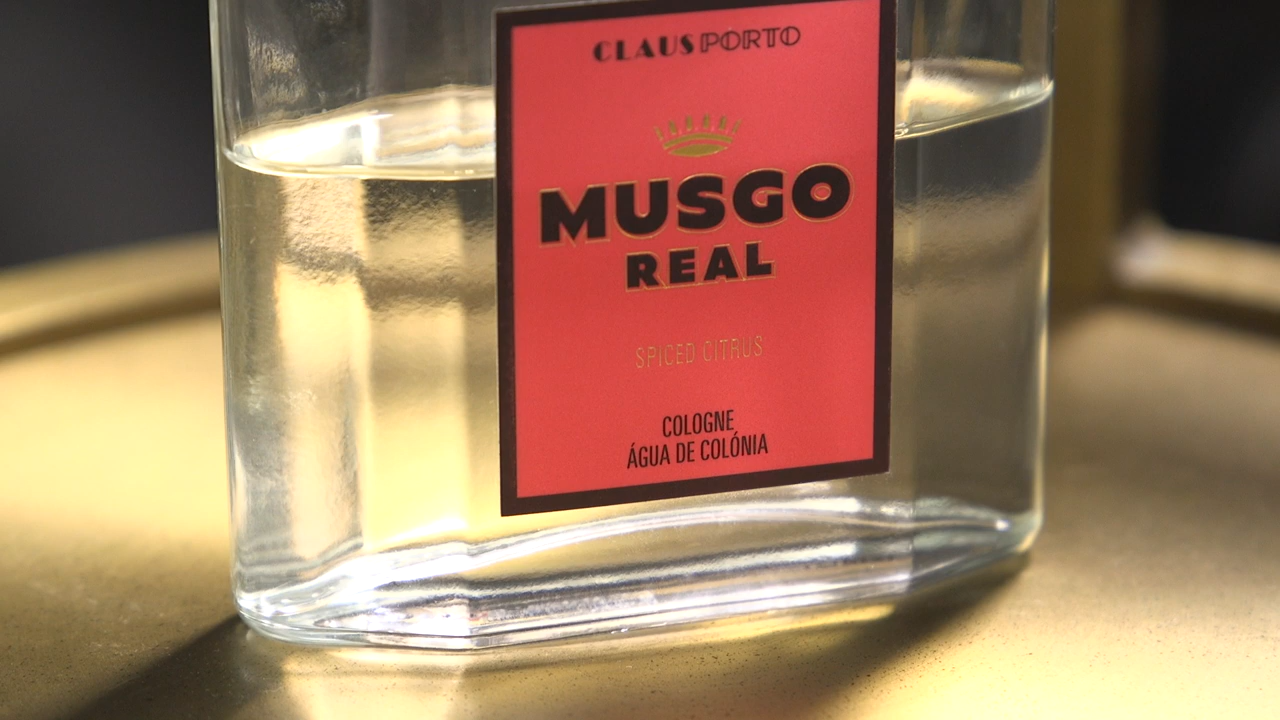 CLAUS PORTO
MUSGO
REAL
SPICED CITRUS
COLOGNE
ÁGUA DE COLÓNIA